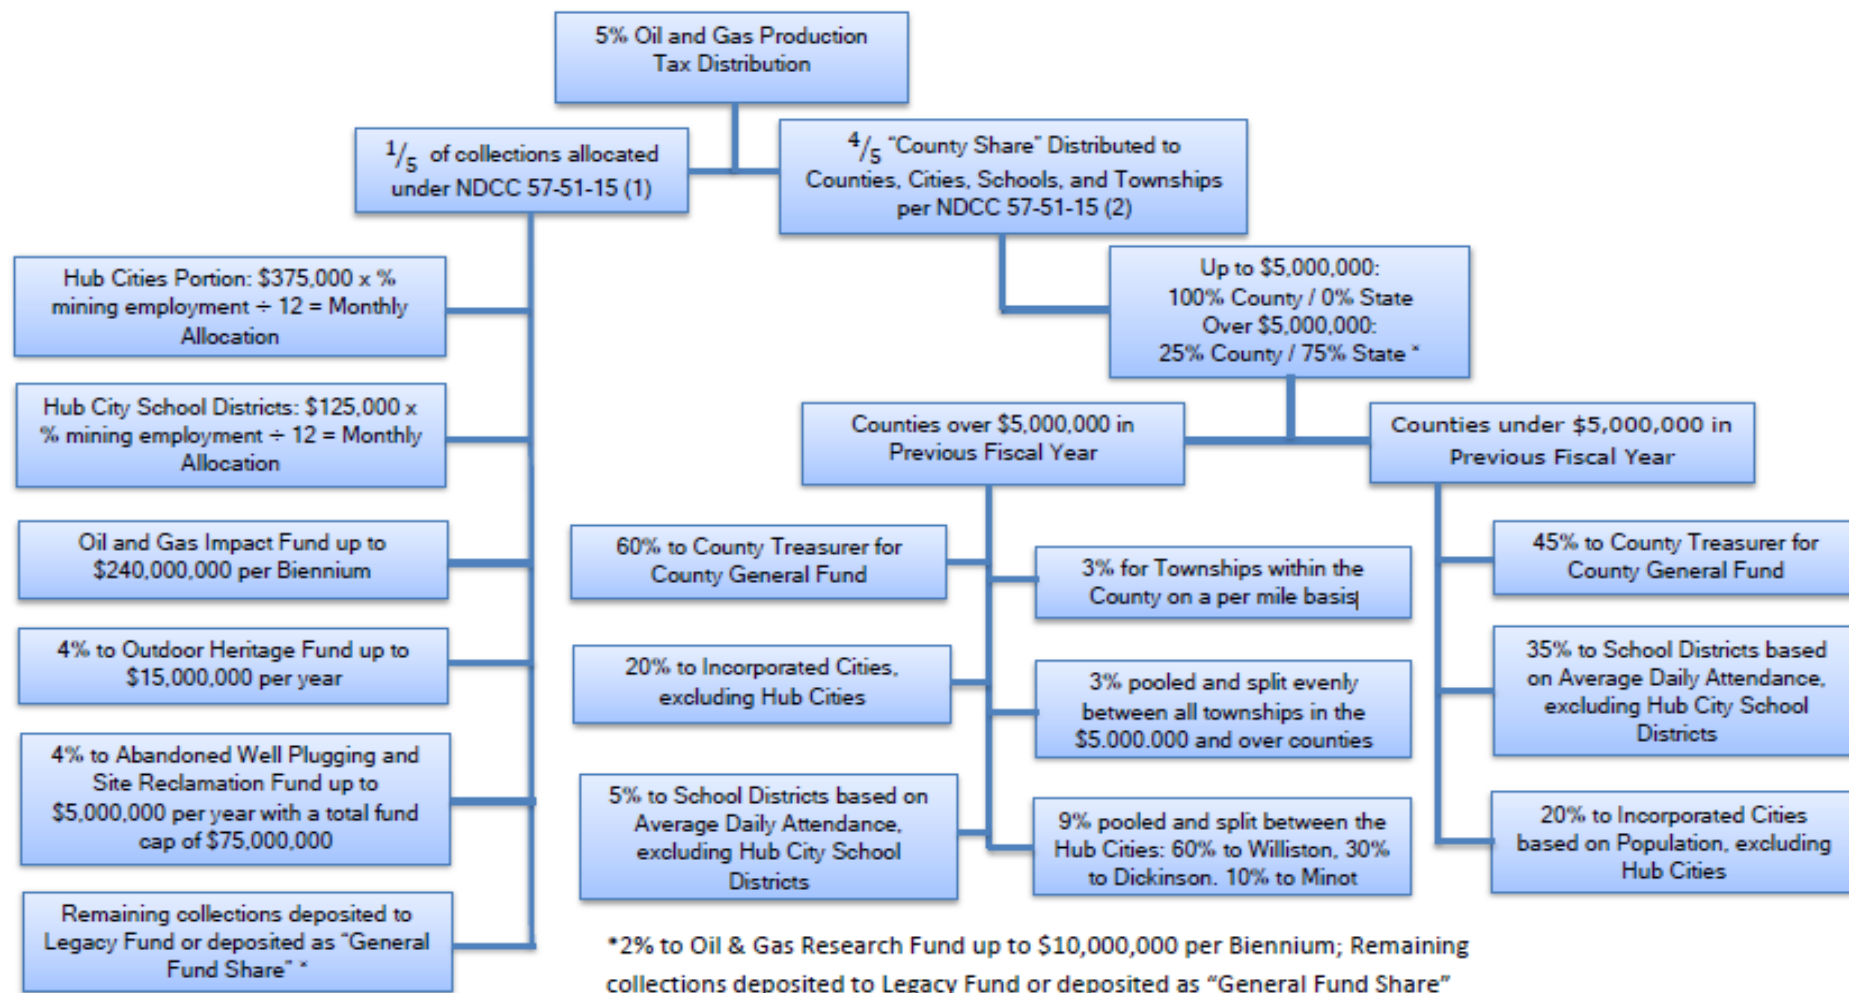 5% Oil and Gas Production
Tax Distribution
1/5 of collections allocated
under NDCC 57-51-15 (1)
4/5 “County Share” Distributed to
Counties, Cities, Schools, and Townships
per NDCC 57-51-15 (2)
Hub Cities Portion: $375,000 x %
mining employment ÷ 12 = Monthly
Allocation
Hub City School Districts: $125,000 x
% mining employment ÷ 12 = Monthly
Allocation
Oil and Gas Impact Fund up to
$240,000,000 per Biennium
4% to Outdoor Heritage Fund up to
$15,000,000 per year
4% to Abandoned Well Plugging and
Site Reclamation Fund up to
$5,000,000 per year with a total fund
cap of $75,000,000
Remaining collections deposited to
Legacy Fund or deposited as “General
Fund Share” *
Up to $5,000,000:
100% County / 0% State
Over $5,000,000:
25% County / 75% State *
Counties over $5,000,000 in
Previous Fiscal Year
60% to County Treasurer for
County General Fund
20% to Incorporated Cities,
excluding Hub Cities
5% to School Districts based on
Average Daily Attendance,
excluding Hub City School
Districts
3% for Townships within the
County on a per mile basis
3% pooled and split evenly
between all townships in the
$5.000.000 and over counties
9% pooled and split between the
Hub Cities: 60% to Williston, 30%
to Dickinson. 10% to Minot
Counties under $5,000,000 in
Previous Fiscal Year
45% to County Treasurer for
County General Fund
35% to School Districts based
on Average Daily Attendance,
excluding Hub City School
Districts
20% to Incorporated Cities
based on Population, excluding
Hub Cities
*2% to Oil & Gas Research Fund up to $10,000,000 per Biennium; Remaining
collections deposited to Legacy Fund or deposited as “General Fund Share”